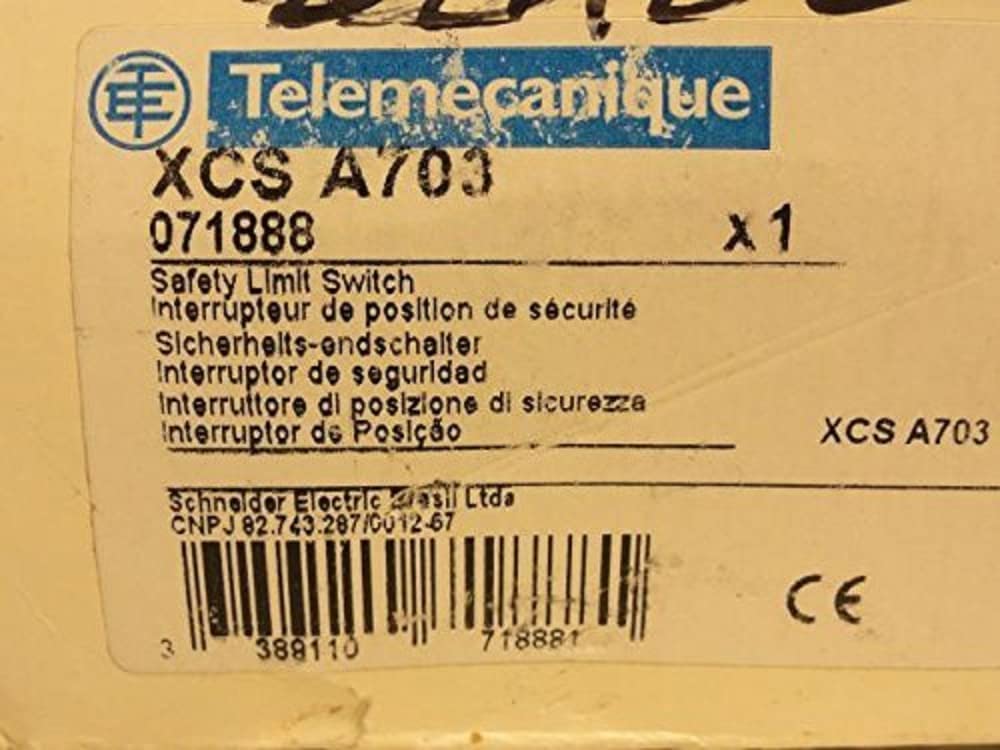 Telemecanique
XCS A703
071888 x 1
Safety Limit Switch
Interrupteur de position de sécurité
Sicherheits-endschalter
Interruptor de seguridad
Interruttore di posizione di sicurezza
Interruptor de Posição
XCS A703
Schneider Electric Brasil Ltda
CNPJ 82.743.287/0012-67
3 389110 718881
CE